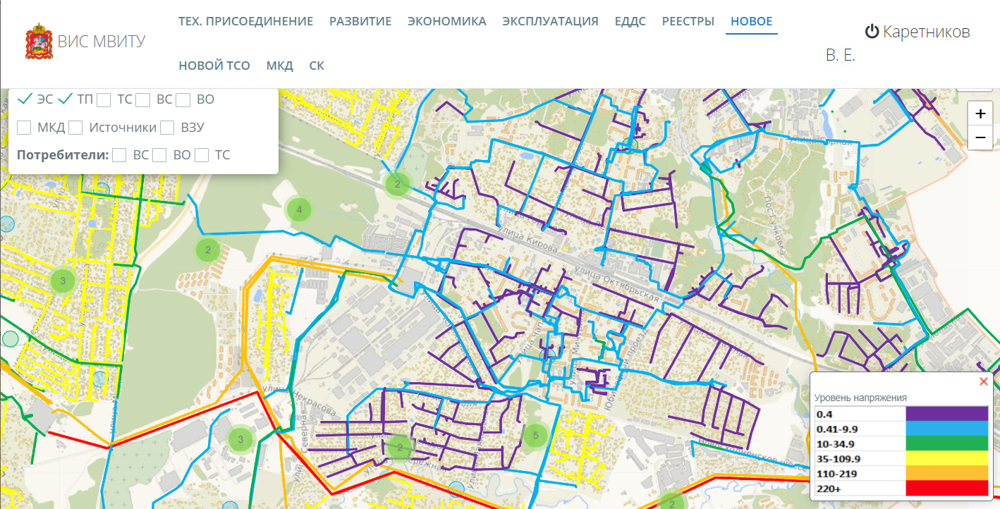 ВИС МВИТУ
ТЕХ. ПРИСОЕДИНЕНИЕ РАЗВИТИЕ ЭКОНОМИКА ЭКСПЛУАТАЦИЯ ЕДДС РЕЕСТРЫ НОВОЕ
НОВОЙ ТСО МКД СК
Каретников
В. Е.
ЭС ТП ТС ВС ВО
МКД Источники ВЗУ
Потребители: ВС ВО ТС
+
−
2
4
2
3
3
2
5
2
улица Кирова
улица Октябрьская
Постучковка
улица Некрасова
Северная
Уровень напряжения
0.4
0.41-9.9
10-34.9
35-109.9
110-219
220+